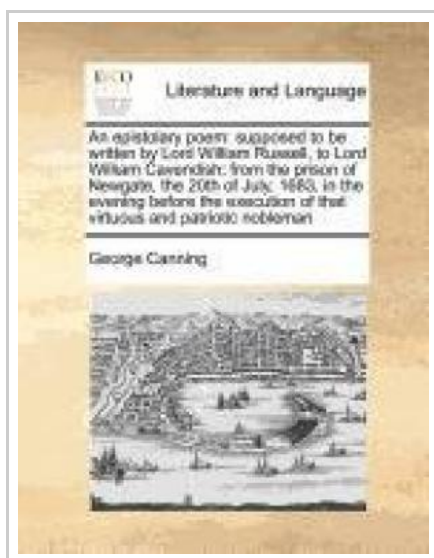 ECCO
Literature and Language
An epistolary poem: supposed to be
written by Lord William Russell, to Lord
William Cavendish: from the prison of
Newgate, the 20th of July, 1683, in the
evening before the execution of that
virtuous and patriotic nobleman
George Canning